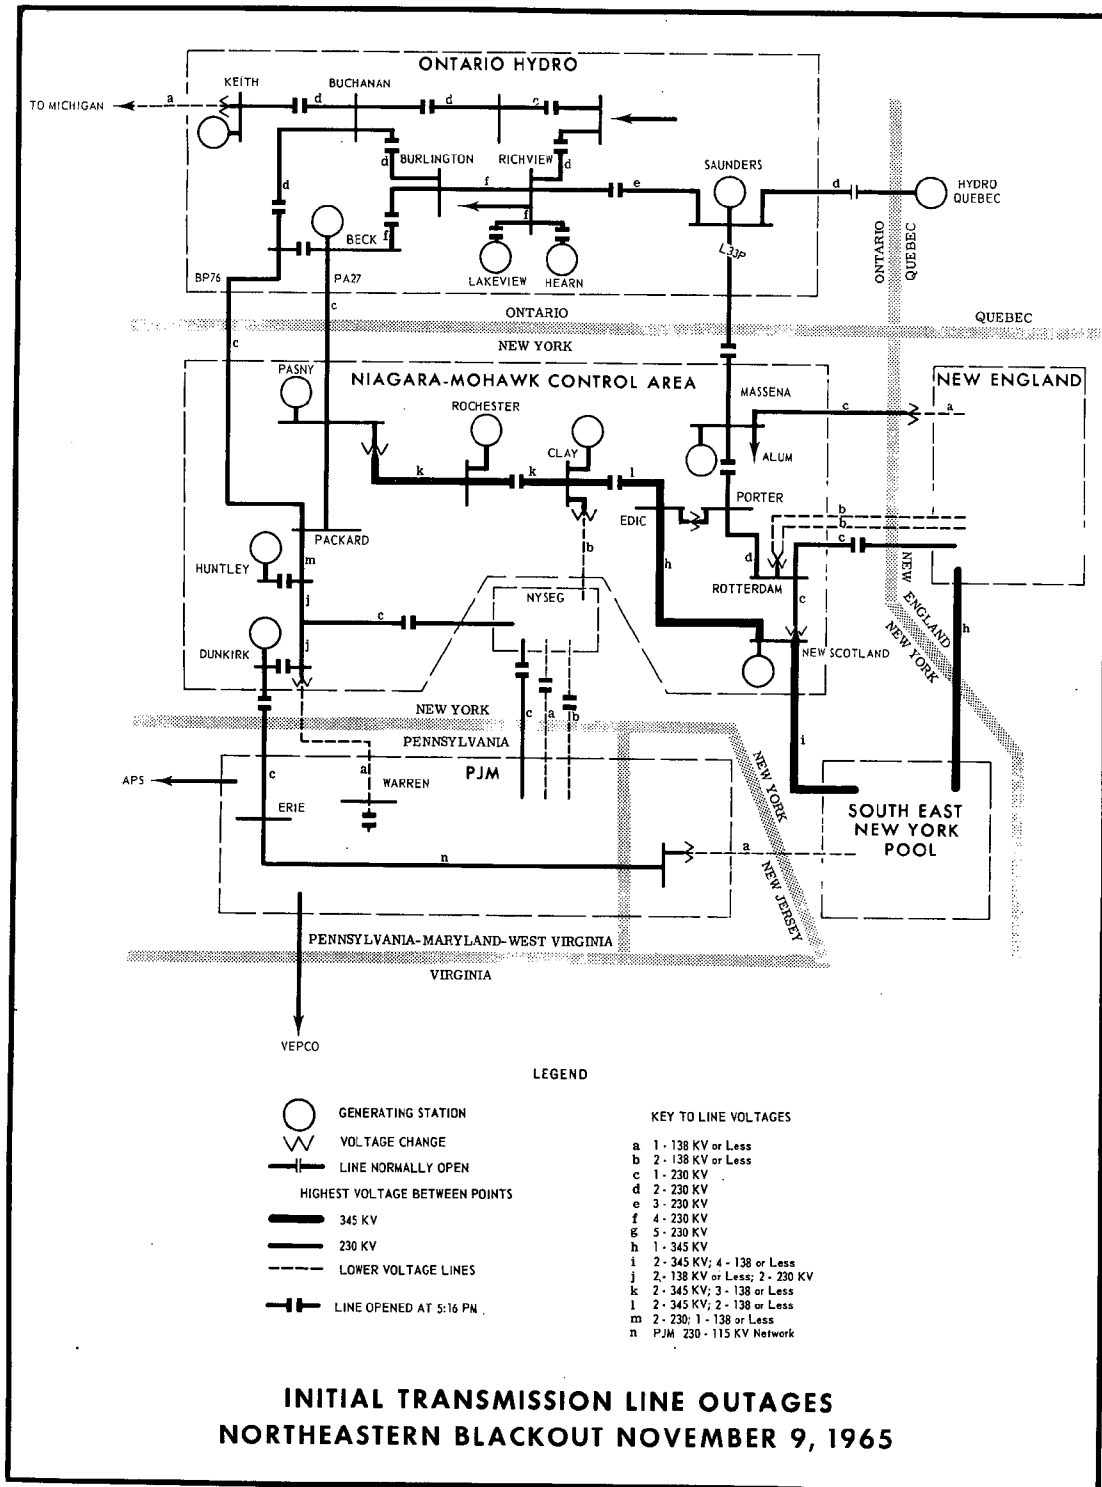 ONTARIO HYDRO
KEITH
BUCHANAN
TO MICHIGAN
a
d
d
BURLINGTON
RICHVIEW
d
d
SAUNDERS
d
HYDRO
QUEBEC
f
e
d
f
f
BECK
LAKEVIEW
HEARN
L33P
BP76
PA27
c
ONTARIO
QUEBEC
ONTARIO
NEW YORK
QUEBEC
c
PASNY
NIAGARA-MOHAWK CONTROL AREA
NEW ENGLAND
ROCHESTER
MASSENA
c
a
CLAY
ALUM
k
k
l
PORTER
EDIC
b
b
c
PACKARD
b
HUNTLEY
m
d
h
ROTTERDAM
j
NYSEG
c
NEW ENGLAND
NEW YORK
h
c
DUNKIRK
j
NEW SCOTLAND
c
a
b
NEW YORK
PENNSYLVANIA
i
PJM
APS
c
a
WARREN
NEW YORK
NEW JERSEY
ERIE
SOUTH EAST
NEW YORK
POOL
n
a
PENNSYLVANIA-MARYLAND-WEST VIRGINIA
VIRGINIA
VEPCO
LEGEND
GENERATING STATION
VOLTAGE CHANGE
LINE NORMALLY OPEN
HIGHEST VOLTAGE BETWEEN POINTS
345 KV
230 KV
LOWER VOLTAGE LINES
LINE OPENED AT 5:16 PM
KEY TO LINE VOLTAGES
a 1 - 138 KV or Less
b 2 - 138 KV or Less
c 1 - 230 KV
d 2 - 230 KV
e 3 - 230 KV
f 4 - 230 KV
g 5 - 230 KV
h 1 - 345 KV
i 2 - 345 KV; 4 - 138 or Less
j 2 - 138 KV or Less; 2 - 230 KV
k 2 - 345 KV; 3 - 138 or Less
l 2 - 345 KV; 2 - 138 or Less
m 2 - 230; 1 - 138 or Less
n PJM 230 - 115 KV Network
INITIAL TRANSMISSION LINE OUTAGES
NORTHEASTERN BLACKOUT NOVEMBER 9, 1965